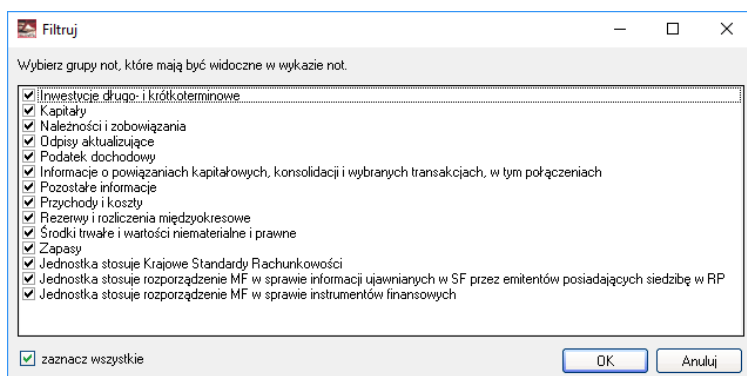 Filtruj
Wybierz grupy not, które mają być widoczne w wykazie not.
Inwestycje długo- i krótkoterminowe
Kapitały
Należności i zobowiązania
Odpisy aktualizujące
Podatek dochodowy
Informacje o powiązaniach kapitałowych, konsolidacji i wybranych transakcjach, w tym połączeniach
Pozostałe informacje
Przychody i koszty
Rezerwy i rozliczenia międzyokresowe
Środki trwałe i wartości niematerialne i prawne
Zapasy
Jednostka stosuje Krajowe Standardy Rachunkowości
Jednostka stosuje rozporządzenie MF w sprawie informacji ujawnianych w SF przez emitentów posiadających siedzibę w RP
Jednostka stosuje rozporządzenie MF w sprawie instrumentów finansowych
zaznacz wszystkie
OK
Anuluj